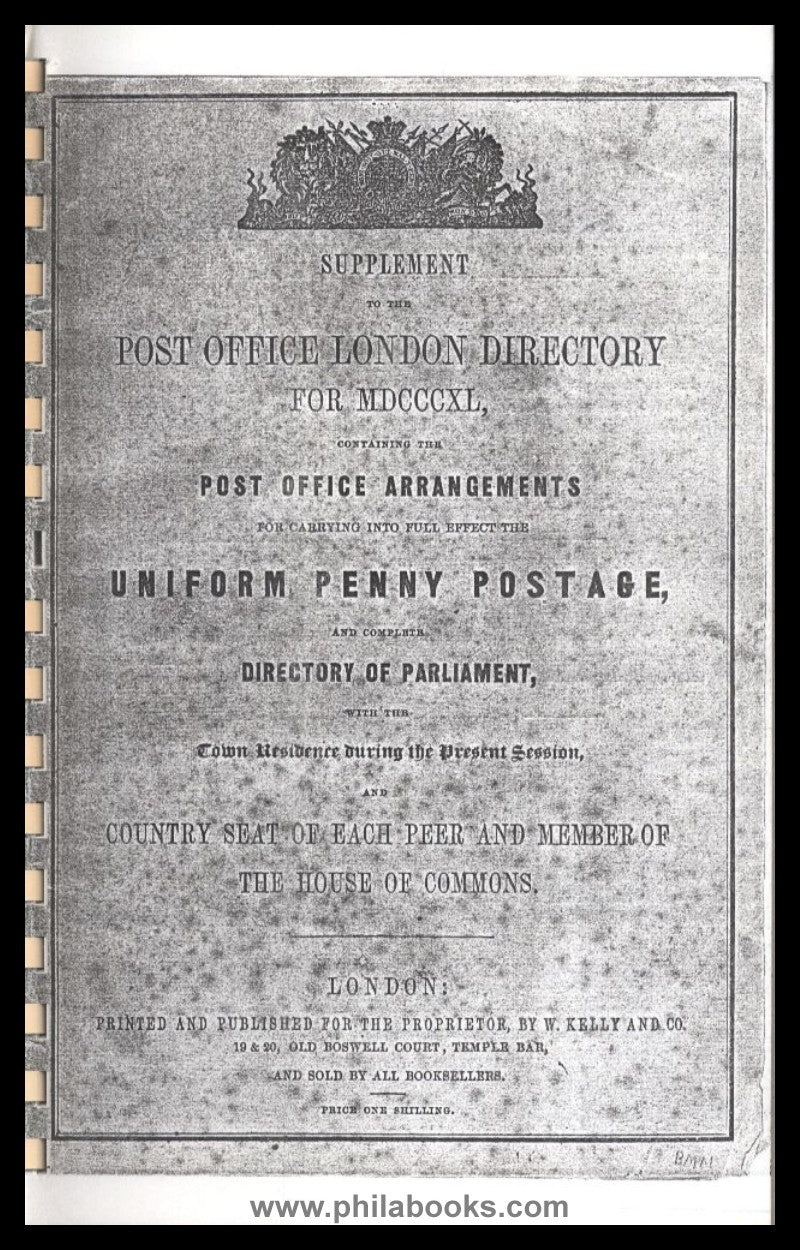 SUPPLEMENT
TO THE
POST OFFICE LONDON DIRECTORY
FOR MDCCCXL,
CONTAINING THE
POST OFFICE ARRANGEMENTS
FOR CARRYING INTO FULL EFFECT THE
UNIFORM PENNY POSTAGE,
AND COMPLETE
DIRECTORY OF PARLIAMENT,
WITH THE
Town Residence during the Present Session,
AND
COUNTRY SEAT OF EACH PEER AND MEMBER OF
THE HOUSE OF COMMONS.
LONDON:
PRINTED AND PUBLISHED FOR THE PROPRIETOR, BY W. KELLY AND CO.
19 & 20, OLD BOSWELL COURT, TEMPLE BAR,
AND SOLD BY ALL BOOKSELLERS.
PRICE ONE SHILLING.
www.philabooks.com